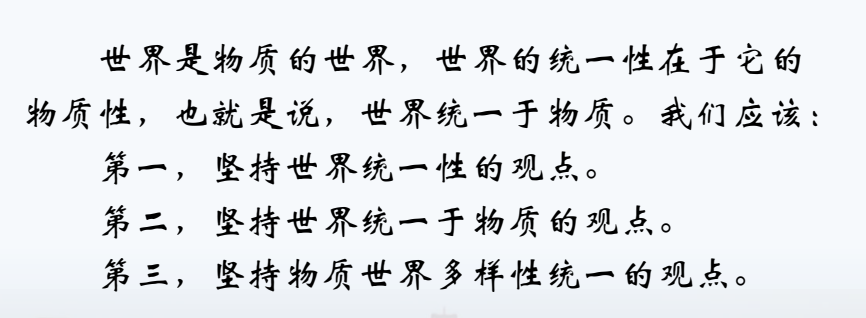 世界是物质的世界，世界的统一性在于它的
物质性，也就是说，世界统一于物质。我们应该：
第一，坚持世界统一性的观点。
第二，坚持世界统一于物质的观点。
第三，坚持物质世界多样性统一的观点。